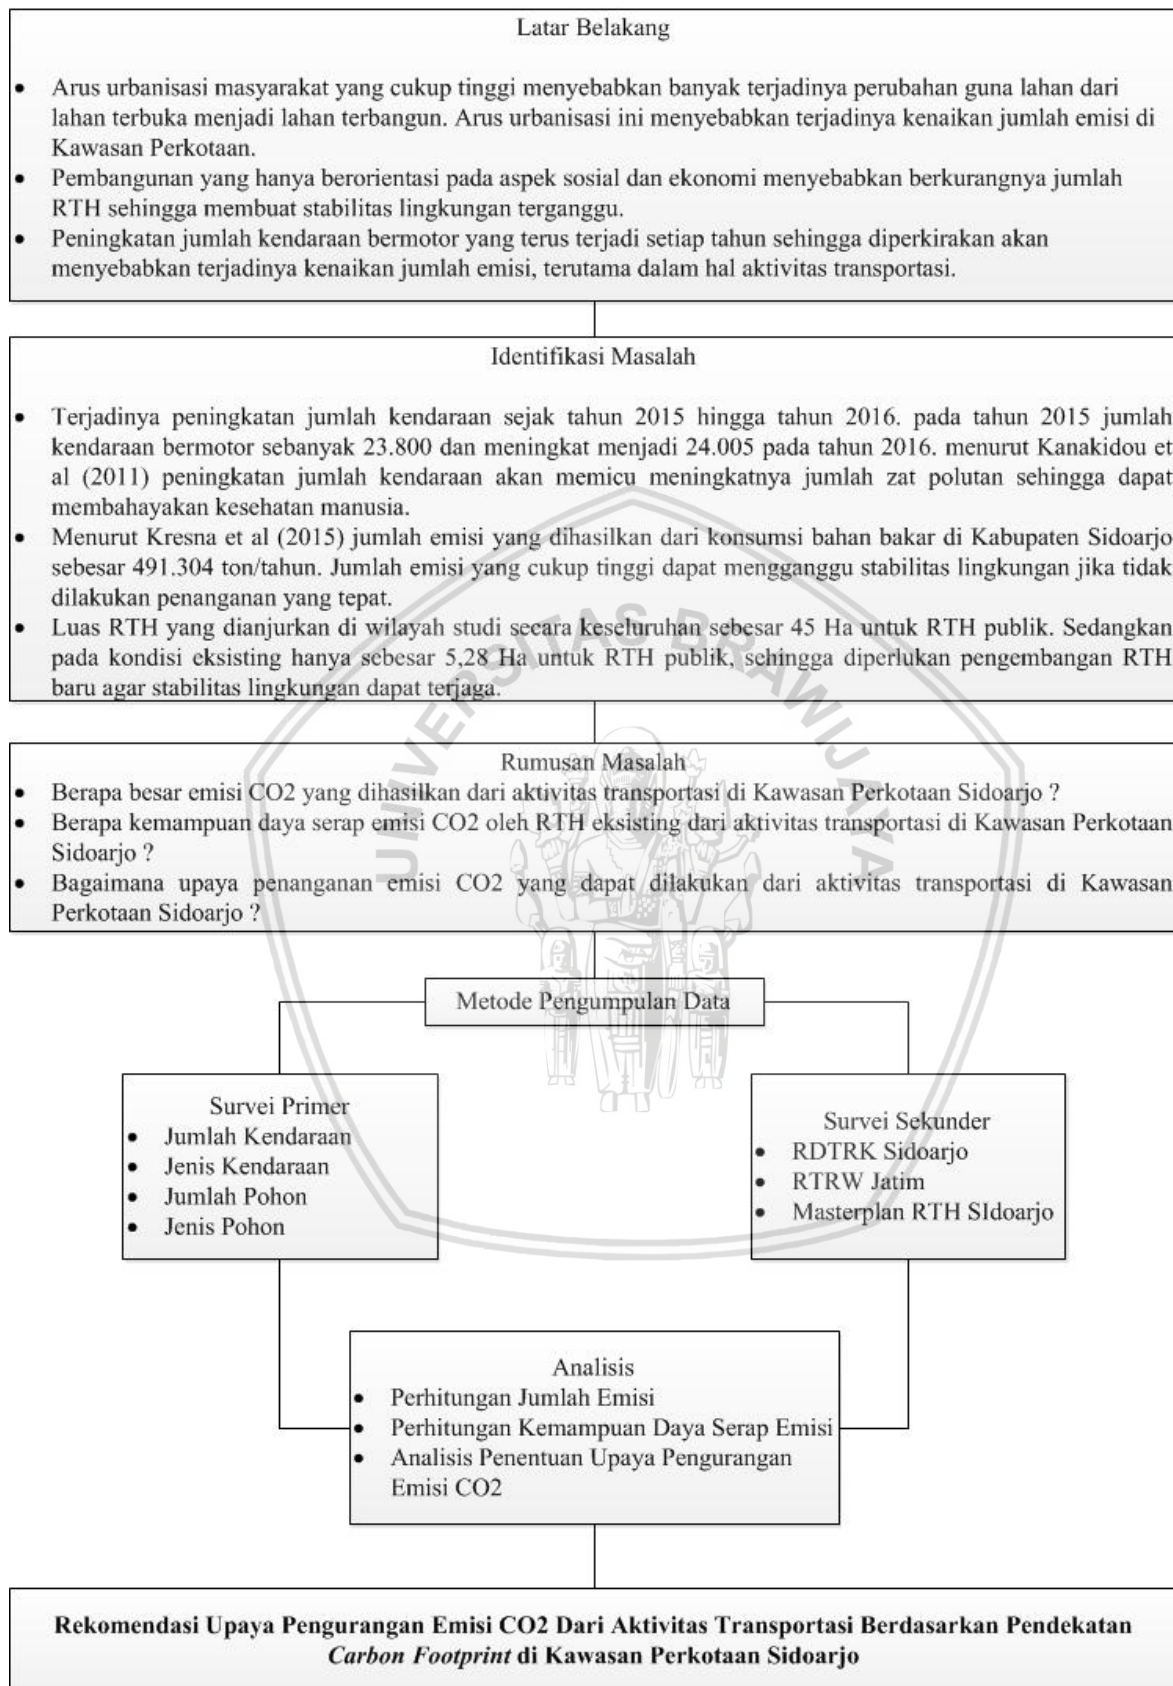 Latar Belakang
• Arus urbanisasi masyarakat yang cukup tinggi menyebabkan banyak terjadinya perubahan guna lahan dari
lahan terbuka menjadi lahan terbangun. Arus urbanisasi ini menyebabkan terjadinya kenaikan jumlah emisi di
Kawasan Perkotaan.
• Pembangunan yang hanya berorientasi pada aspek sosial dan ekonomi menyebabkan berkurangnya jumlah
RTH sehingga membuat stabilitas lingkungan terganggu.
• Peningkatan jumlah kendaraan bermotor yang terus terjadi setiap tahun sehingga diperkirakan akan
menyebabkan terjadinya kenaikan jumlah emisi, terutama dalam hal aktivitas transportasi.
Identifikasi Masalah
• Terjadinya peningkatan jumlah kendaraan sejak tahun 2015 hingga tahun 2016. pada tahun 2015 jumlah
kendaraan bermotor sebanyak 23.800 dan meningkat menjadi 24.005 pada tahun 2016. menurut Kanakidou et
al (2011) peningkatan jumlah kendaraan akan memicu meningkatnya jumlah zat polutan sehingga dapat
membahayakan kesehatan manusia.
• Menurut Kresna et al (2015) jumlah emisi yang dihasilkan dari konsumsi bahan bakar di Kabupaten Sidoarjo
sebesar 491.304 ton/tahun. Jumlah emisi yang cukup tinggi dapat mengganggu stabilitas lingkungan jika tidak
dilakukan penanganan yang tepat.
• Luas RTH yang dianjurkan di wilayah studi secara keseluruhan sebesar 45 Ha untuk RTH publik. Sedangkan
pada kondisi eksisting hanya sebesar 5,28 Ha untuk RTH publik, sehingga diperlukan pengembangan RTH
baru agar stabilitas lingkungan dapat terjaga.
Rumusan Masalah
• Berapa besar emisi CO2 yang dihasilkan dari aktivitas transportasi di Kawasan Perkotaan Sidoarjo ?
• Berapa kemampuan daya serap emisi CO2 oleh RTH eksisting dari aktivitas transportasi di Kawasan Perkotaan
Sidoarjo ?
• Bagaimana upaya penanganan emisi CO2 yang dapat dilakukan dari aktivitas transportasi di Kawasan
Perkotaan Sidoarjo ?
UNIVERSITAS BRAWIJAYA
Metode Pengumpulan Data
Survei Primer
• Jumlah Kendaraan
• Jenis Kendaraan
• Jumlah Pohon
• Jenis Pohon
Survei Sekunder
• RDTRK Sidoarjo
• RTRW Jatim
• Masterplan RTH SIdoarjo
Analisis
• Perhitungan Jumlah Emisi
• Perhitungan Kemampuan Daya Serap Emisi
• Analisis Penentuan Upaya Pengurangan
Emisi CO2
Rekomendasi Upaya Pengurangan Emisi CO2 Dari Aktivitas Transportasi Berdasarkan Pendekatan
Carbon Footprint di Kawasan Perkotaan Sidoarjo